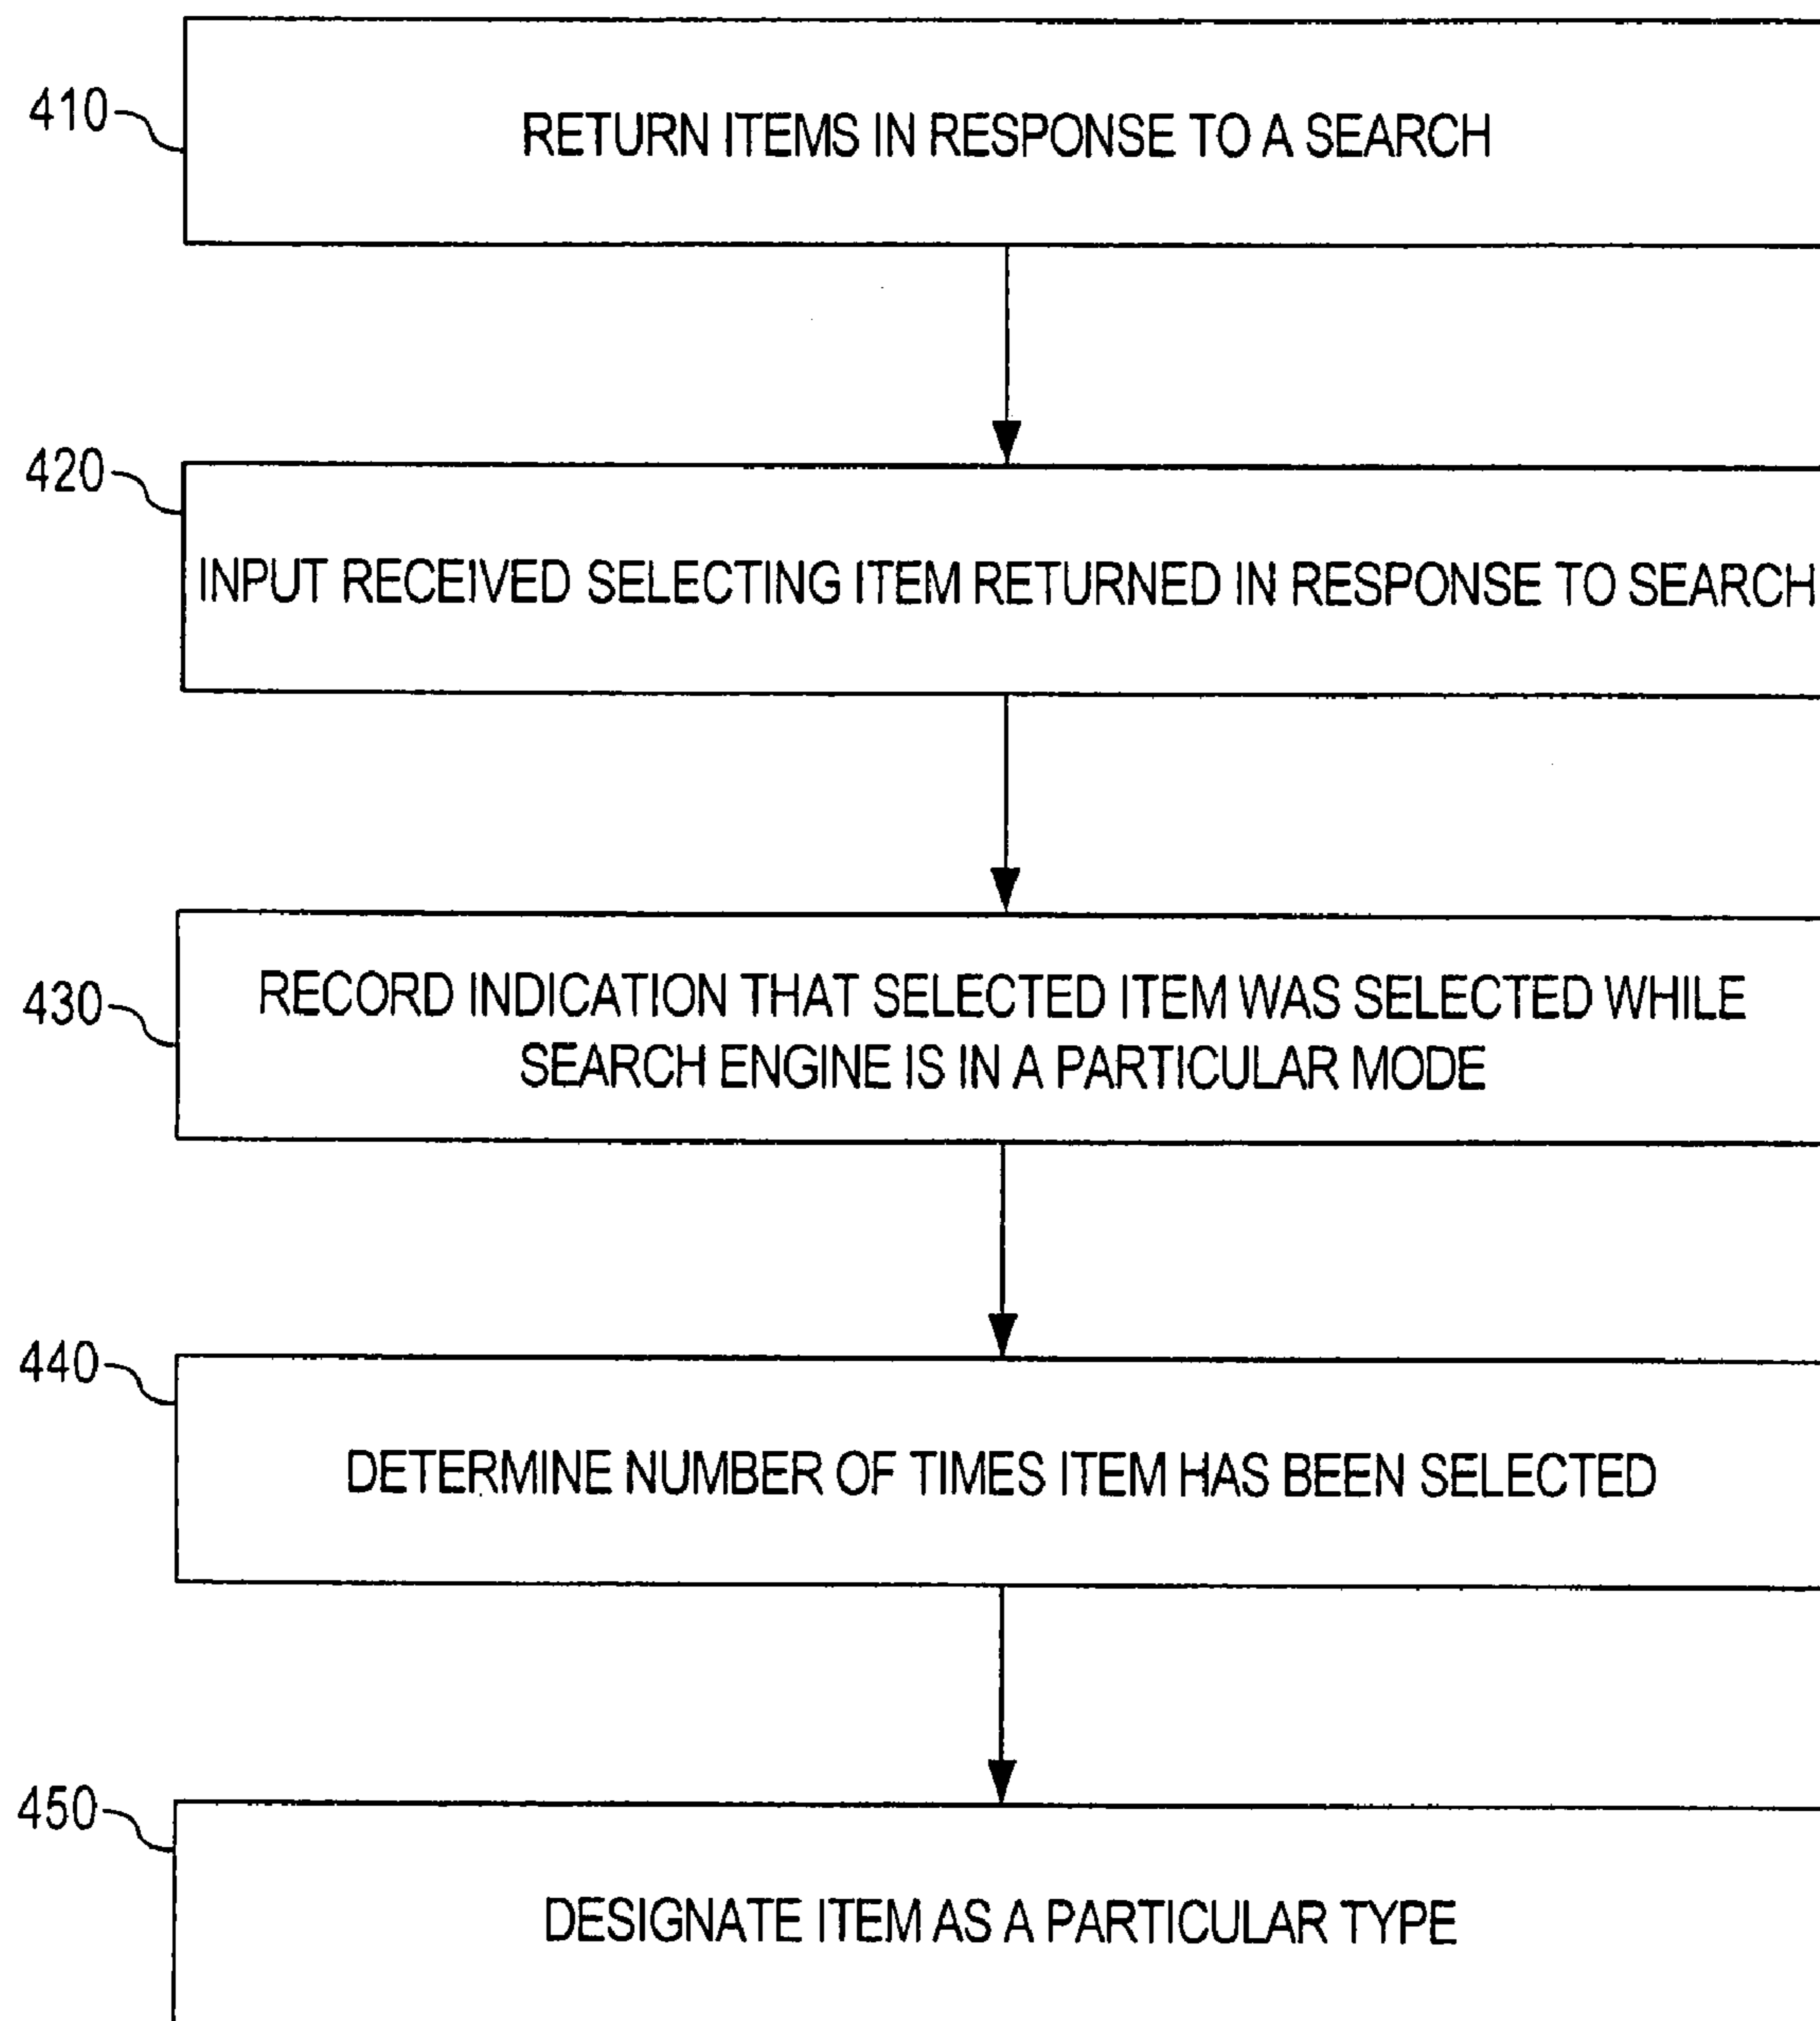 410
RETURN ITEMS IN RESPONSE TO A SEARCH
420
INPUT RECEIVED SELECTING ITEM RETURNED IN RESPONSE TO SEARCH
430
RECORD INDICATION THAT SELECTED ITEM WAS SELECTED WHILE
SEARCH ENGINE IS IN A PARTICULAR MODE
440
DETERMINE NUMBER OF TIMES ITEM HAS BEEN SELECTED
450
DESIGNATE ITEM AS A PARTICULAR TYPE